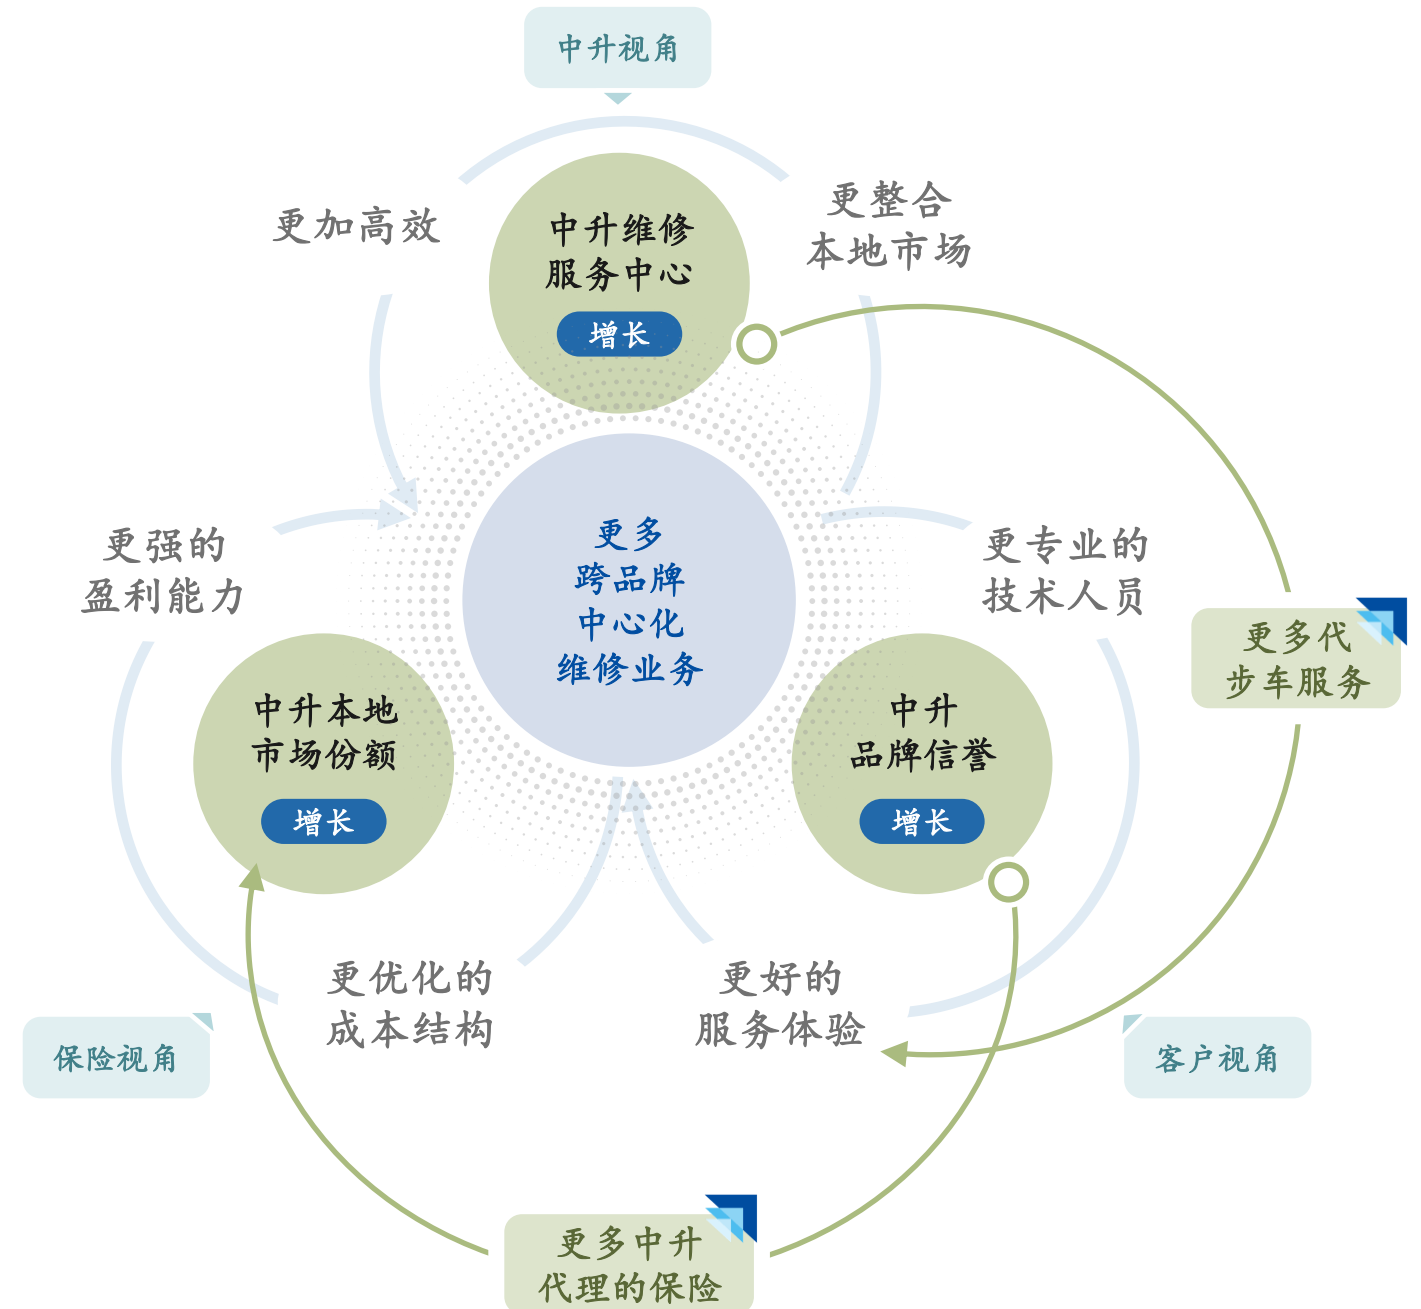 中升视角
更加高效
中升维修
服务中心
增长
更整合
本地市场
更强的
盈利能力
更多
跨品牌
中心化
维修业务
更专业的
技术人员
更多代
步车服务
中升本地
市场份额
增长
中升
品牌信誉
增长
更优化的
成本结构
更好的
服务体验
保险视角
客户视角
更多中升
代理的保险